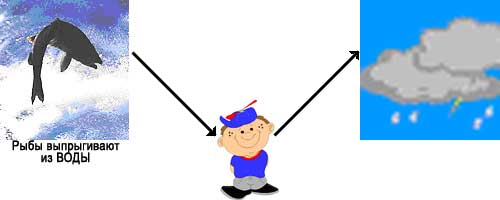 Рыбы выпрыгивают
из ВОДЫ